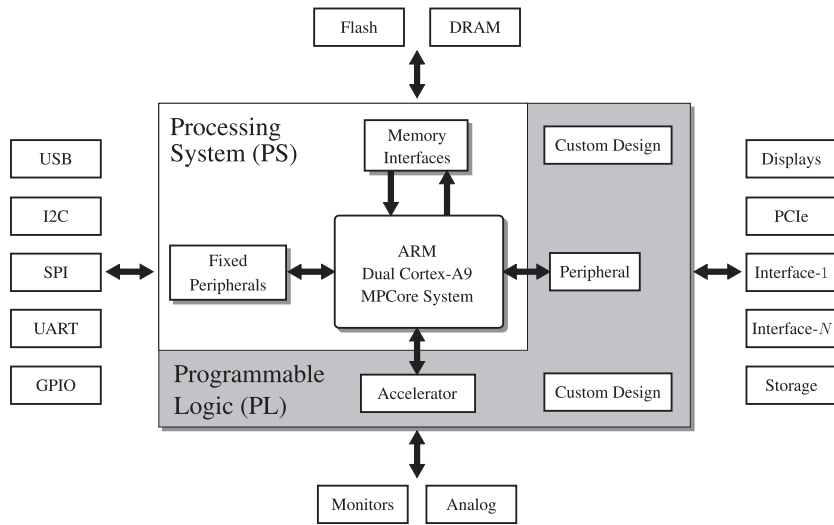 Flash
DRAM
Processing
System (PS)
Memory
Interfaces
Custom Design
USB
I2C
SPI
UART
GPIO
Fixed
Peripherals
ARM
Dual Cortex-A9
MPCore System
Peripheral
Displays
PCIe
Interface-1
Interface-N
Storage
Programmable
Logic (PL)
Accelerator
Custom Design
Monitors
Analog